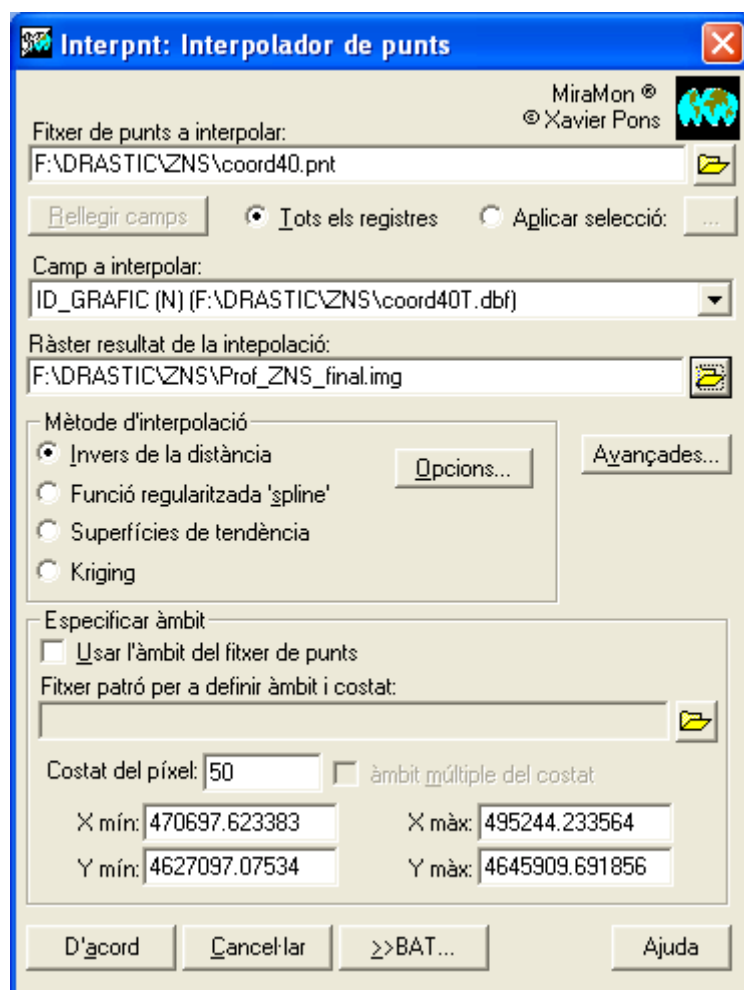 Interpnt: Interpolador de punts
MiraMon ®
© Xavier Pons
Fitxer de punts a interpolar:
F:\DRASTIC\ZNS\coord40.pnt
Rellegir camps Tots els registres Aplicar selecció: ...
Camp a interpolar:
ID_GRAFIC (N) (F:\DRASTIC\ZNS\coord40T.dbf)
Ràster resultat de la intepolació:
F:\DRASTIC\ZNS\Prof_ZNS_final.img
Mètode d'interpolació
Invers de la distància
Opcions...
Avançades...
Funció regularitzada 'spline'
Superfícies de tendència
Kriging
Especificar àmbit
Usar l'àmbit del fitxer de punts
Fitxer patró per a definir àmbit i costat:
Costat del píxel: 50 àmbit múltiple del costat
X mín: 470697.623383 X màx: 495244.233564
Y mín: 4627097.07534 Y màx: 4645909.691856
D'acord Cancel·lar >>BAT... Ajuda